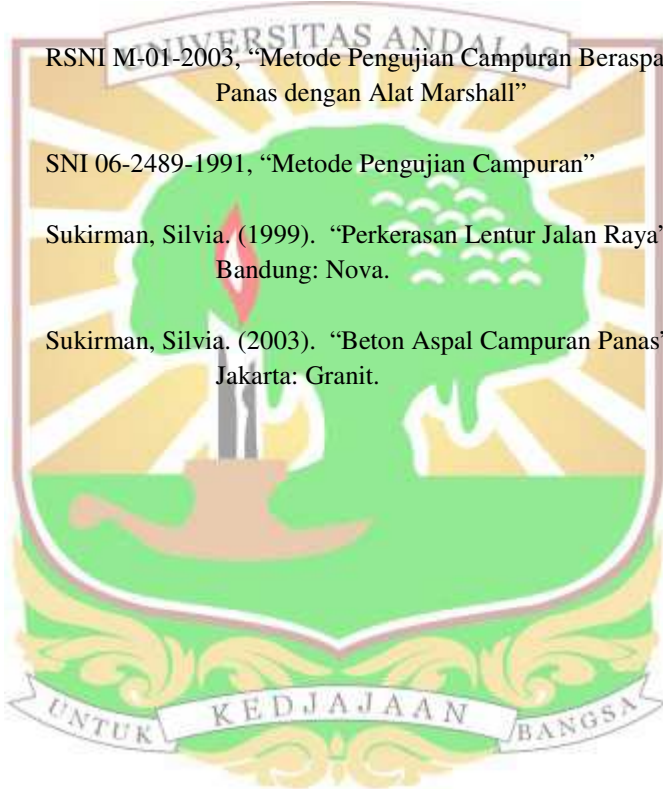 UNIVERSITAS ANDALAS
RSNI M-01-2003, “Metode Pengujian Campuran Beraspa
Panas dengan Alat Marshall”
SNI 06-2489-1991, “Metode Pengujian Campuran”
Sukirman, Silvia. (1999). “Perkerasan Lentur Jalan Raya”
Bandung: Nova.
Sukirman, Silvia. (2003). “Beton Aspal Campuran Panas”
Jakarta: Granit.
UNTUK KEDJAJAAN BANGSA